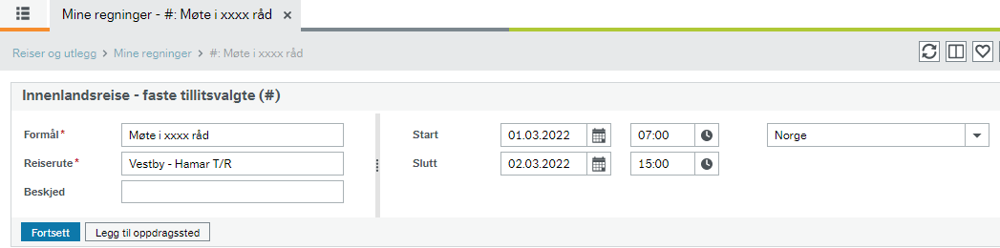 Mine regninger - #: Møte i xxxx råd ×
Reiser og utlegg > Mine regninger > #: Møte i xxxx råd
Innenlandsreise - faste tillitsvalgte (#)
Formål* Møte i xxxx råd Start 01.03.2022 07:00 Norge
Reiserute* Vestby - Hamar T/R Slutt 02.03.2022 15:00
Beskjed
Fortsett Legg til oppdragssted